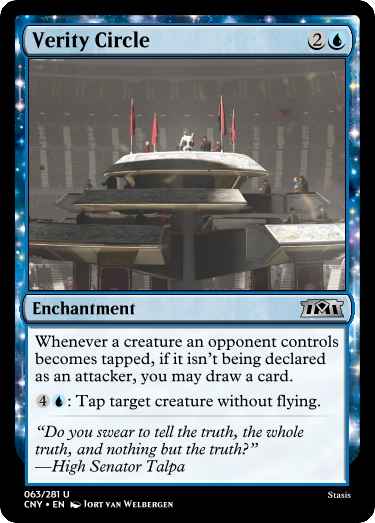 Verity Circle 2
Enchantment
Whenever a creature an opponent controls
becomes tapped, if it isn't being declared
as an attacker, you may draw a card.
4 : Tap target creature without flying.
“Do you swear to tell the truth, the whole
truth, and nothing but the truth?”
—High Senator Talpa
063/281 U
Stasis
CNY • EN Jort van Welbergen